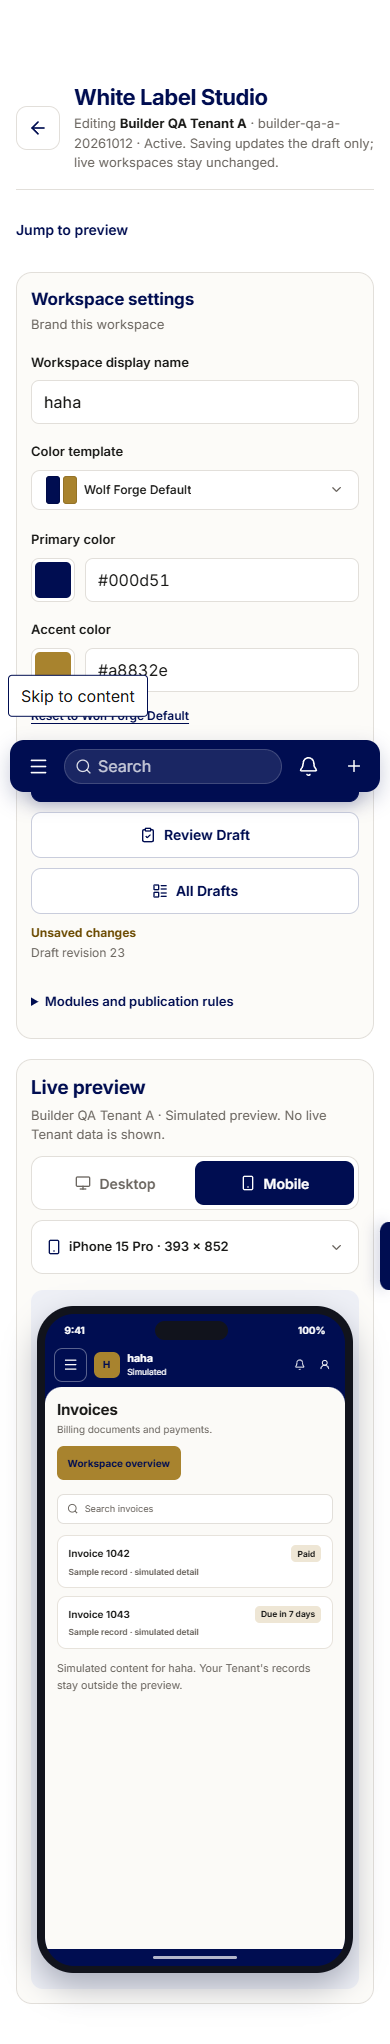 White Label Studio
Editing Builder QA Tenant A · builder-qa-a-
20261012 · Active. Saving updates the draft only;
live workspaces stay unchanged.
Jump to preview
Workspace settings
Brand this workspace
Workspace display name
haha
Color template
Wolf Forge Default
Primary color
#000d51
Accent color
#a8832e
Skip to content
Reset to Wolf Forge Default
Search
Review Draft
All Drafts
Unsaved changes
Draft revision 23
Modules and publication rules
Live preview
Builder QA Tenant A · Simulated preview. No live
Tenant data is shown.
Desktop
Mobile
iPhone 15 Pro · 393 × 852
9:41
100%
H
haha
Simulated
Invoices
Billing documents and payments.
Workspace overview
Search invoices
Invoice 1042
Paid
Sample record · simulated detail
Invoice 1043
Due in 7 days
Sample record · simulated detail
Simulated content for haha. Your Tenant's records
stay outside the preview.